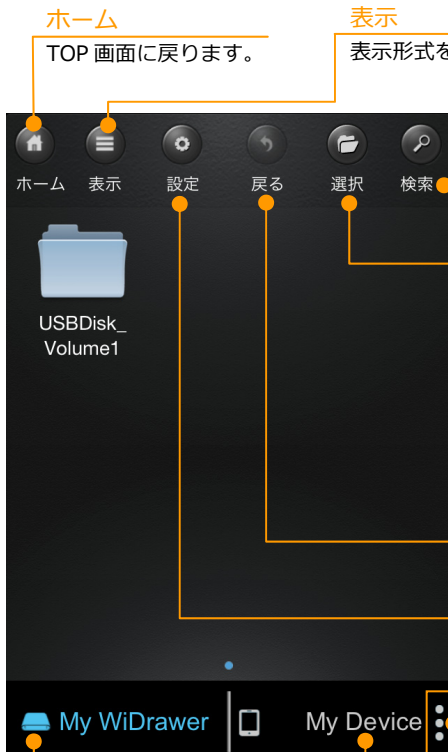 ホーム
TOP 画面に戻ります。
表示
表示形式を
ホーム 表示 設定 戻る 選択 検索
USBDisk_
Volume1
My WiDrawer My Device